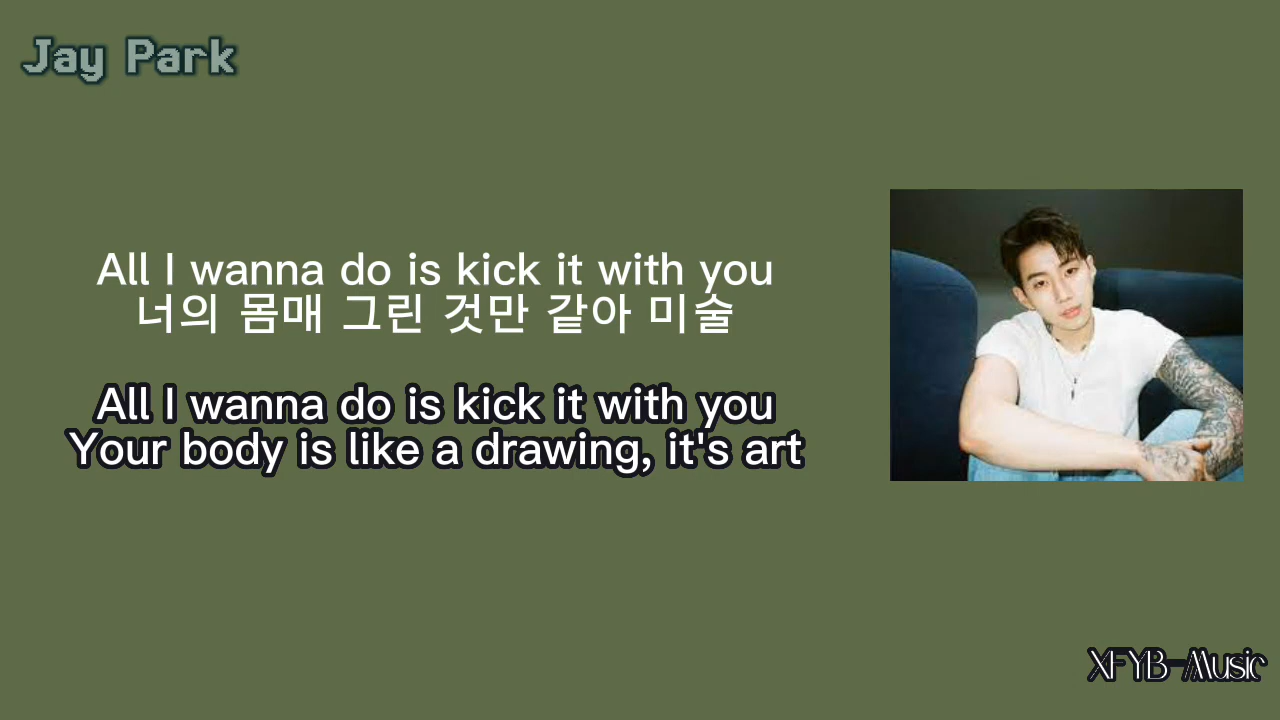 Jay Park
All I wanna do is kick it with you
너의 몸매 그린 것만 같아 미술
All I wanna do is kick it with you
Your body is like a drawing, it's art
XFYB-Music